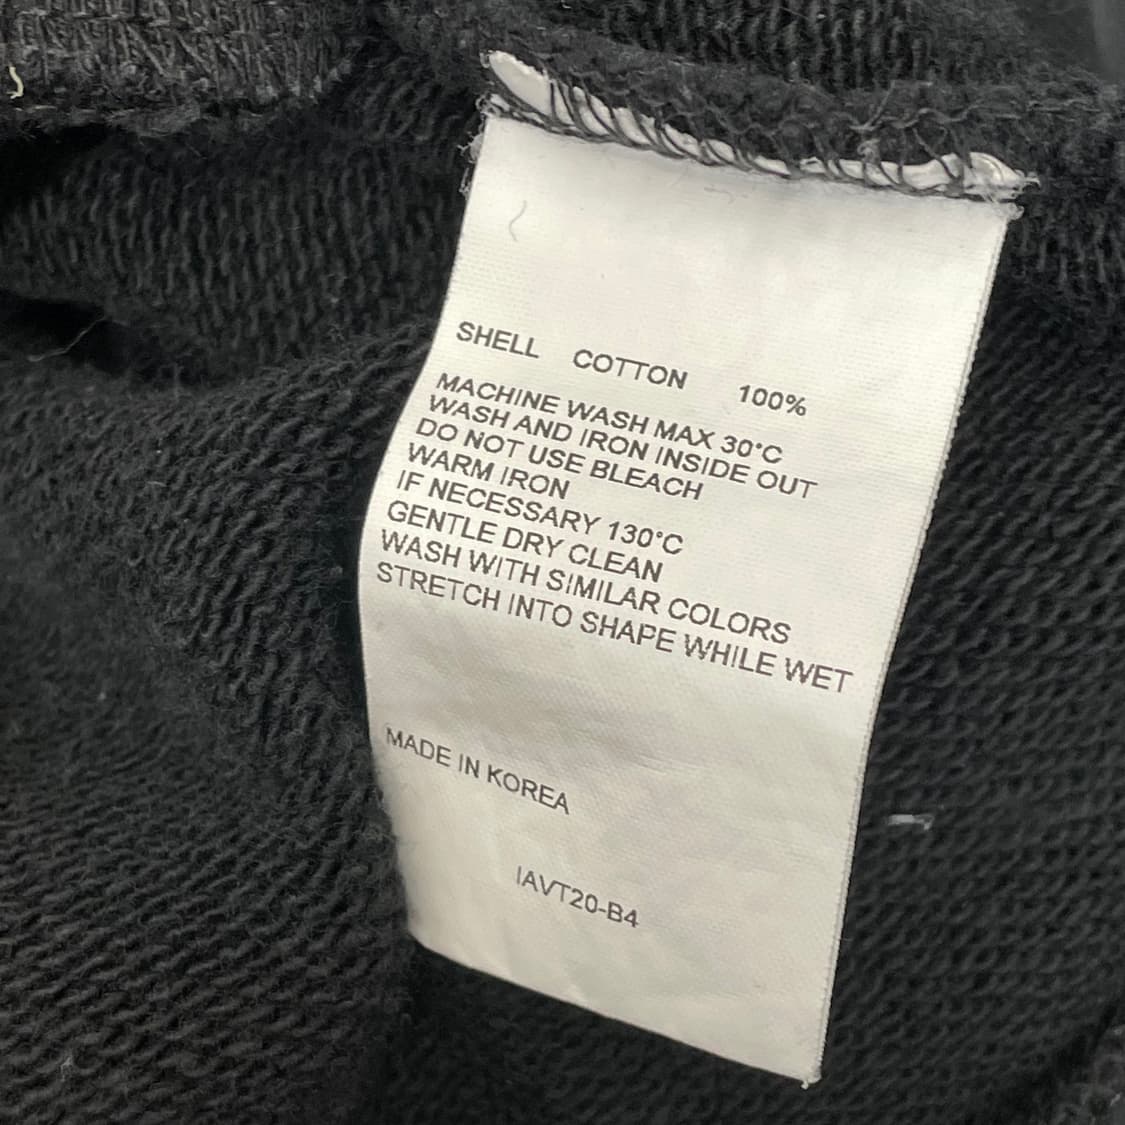 SHELL COTTON 100%
MACHINE WASH MAX 30°C
WASH AND IRON INSIDE OUT
DO NOT USE BLEACH
WARM IRON
IF NECESSARY 130°C
GENTLE DRY CLEAN
WASH WITH SIMILAR COLORS
STRETCH INTO SHAPE WHILE WET
MADE IN KOREA
IAVT20-B4